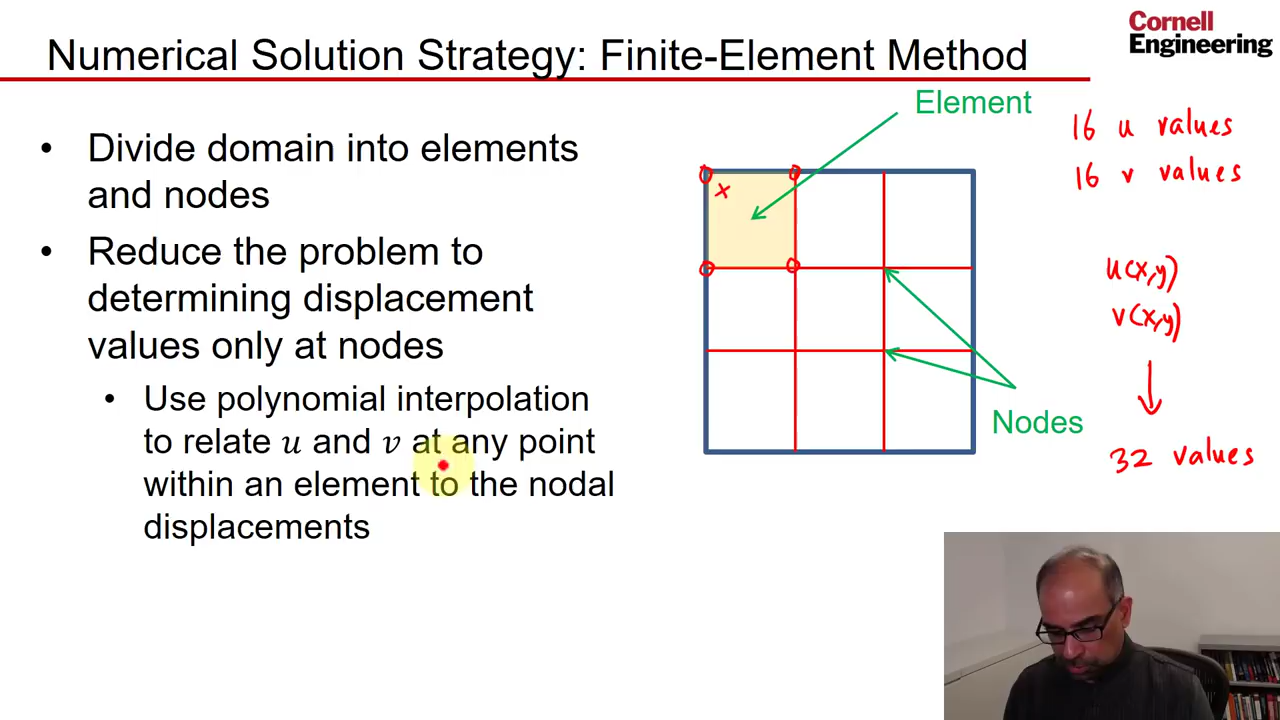 Numerical Solution Strategy: Finite-Element Method
Cornell
Engineering
• Divide domain into elements
and nodes
• Reduce the problem to
determining displacement
values only at nodes
• Use polynomial interpolation
to relate u and v at any point
within an element to the nodal
displacements
Element
x
Nodes
16 u values
16 v values
u(x,y)
v(x,y)
32 values